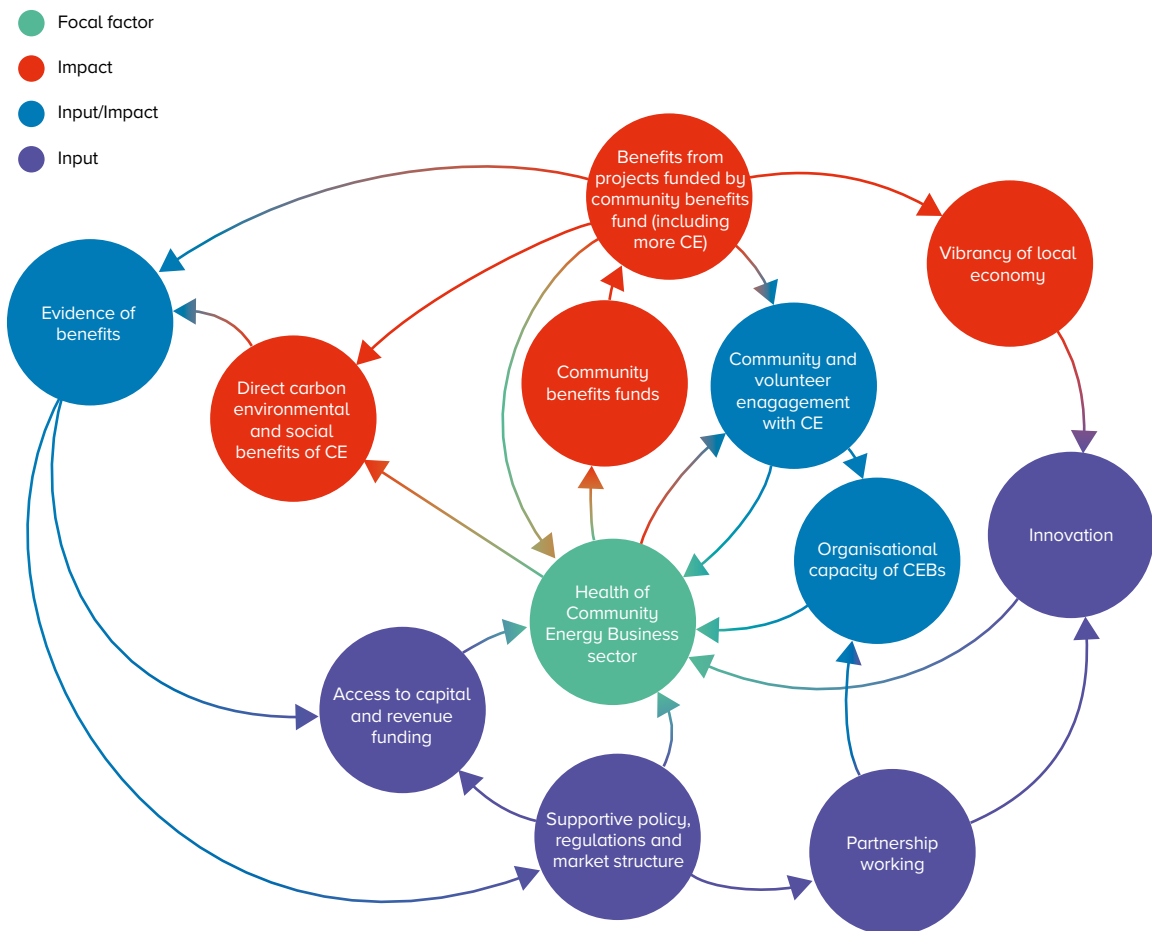 Focal factor
Impact
Input/Impact
Input
Benefits from
projects funded by
community benefits
fund (including
more CE)
Vibrancy of local
economy
Evidence of
benefits
Community
benefits funds
Community and
volunteer
enagagement
with CE
Direct carbon
environmental
and social
benefits of CE
Innovation
Organisational
capacity of CEBs
Health of
Community
Energy Business
sector
Access to capital
and revenue
funding
Supportive policy,
regulations and
market structure
Partnership
working